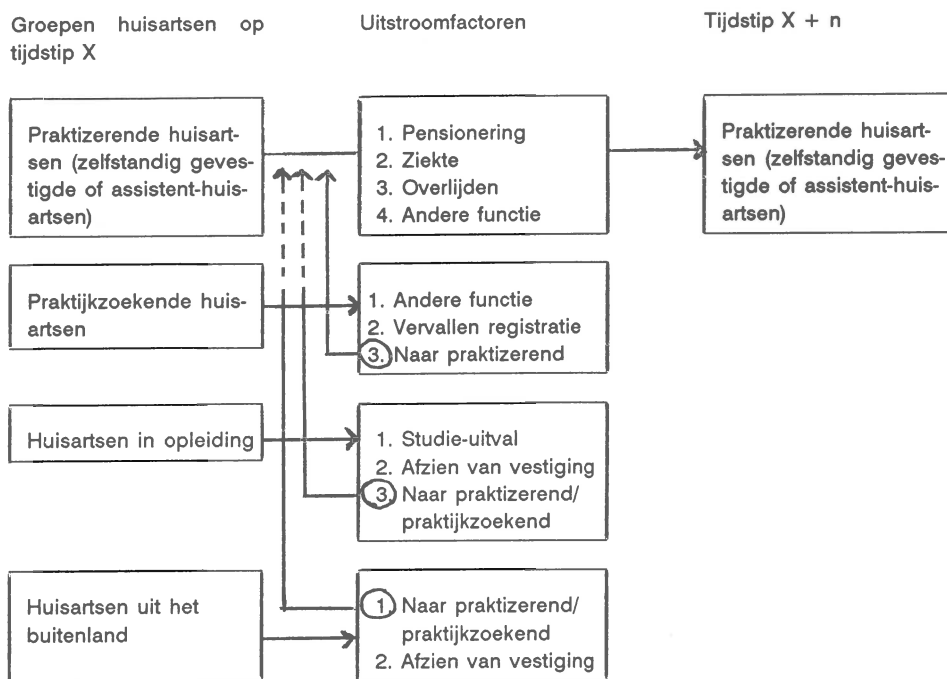 Groepen huisartsen op
tijdstip X
Uitstroomfactoren
Tijdstip X + n
Praktizerende huisart-
sen (zelfstandig geves-
tigde of assistent-huis-
artsen)
1. Pensionering
2. Ziekte
3. Overlijden
4. Andere functie
Praktizerende huisart-
sen (zelfstandig geves-
tigde of assistent-huis-
artsen)
Praktijkzoekende huis-
artsen
1. Andere functie
2. Vervallen registratie
3. Naar praktizerend
Huisartsen in opleiding
1. Studie-uitval
2. Afzien van vestiging
3. Naar praktizerend/
praktijkzoekend
Huisartsen uit het
buitenland
1. Naar praktizerend/
praktijkzoekend
2. Afzien van vestiging